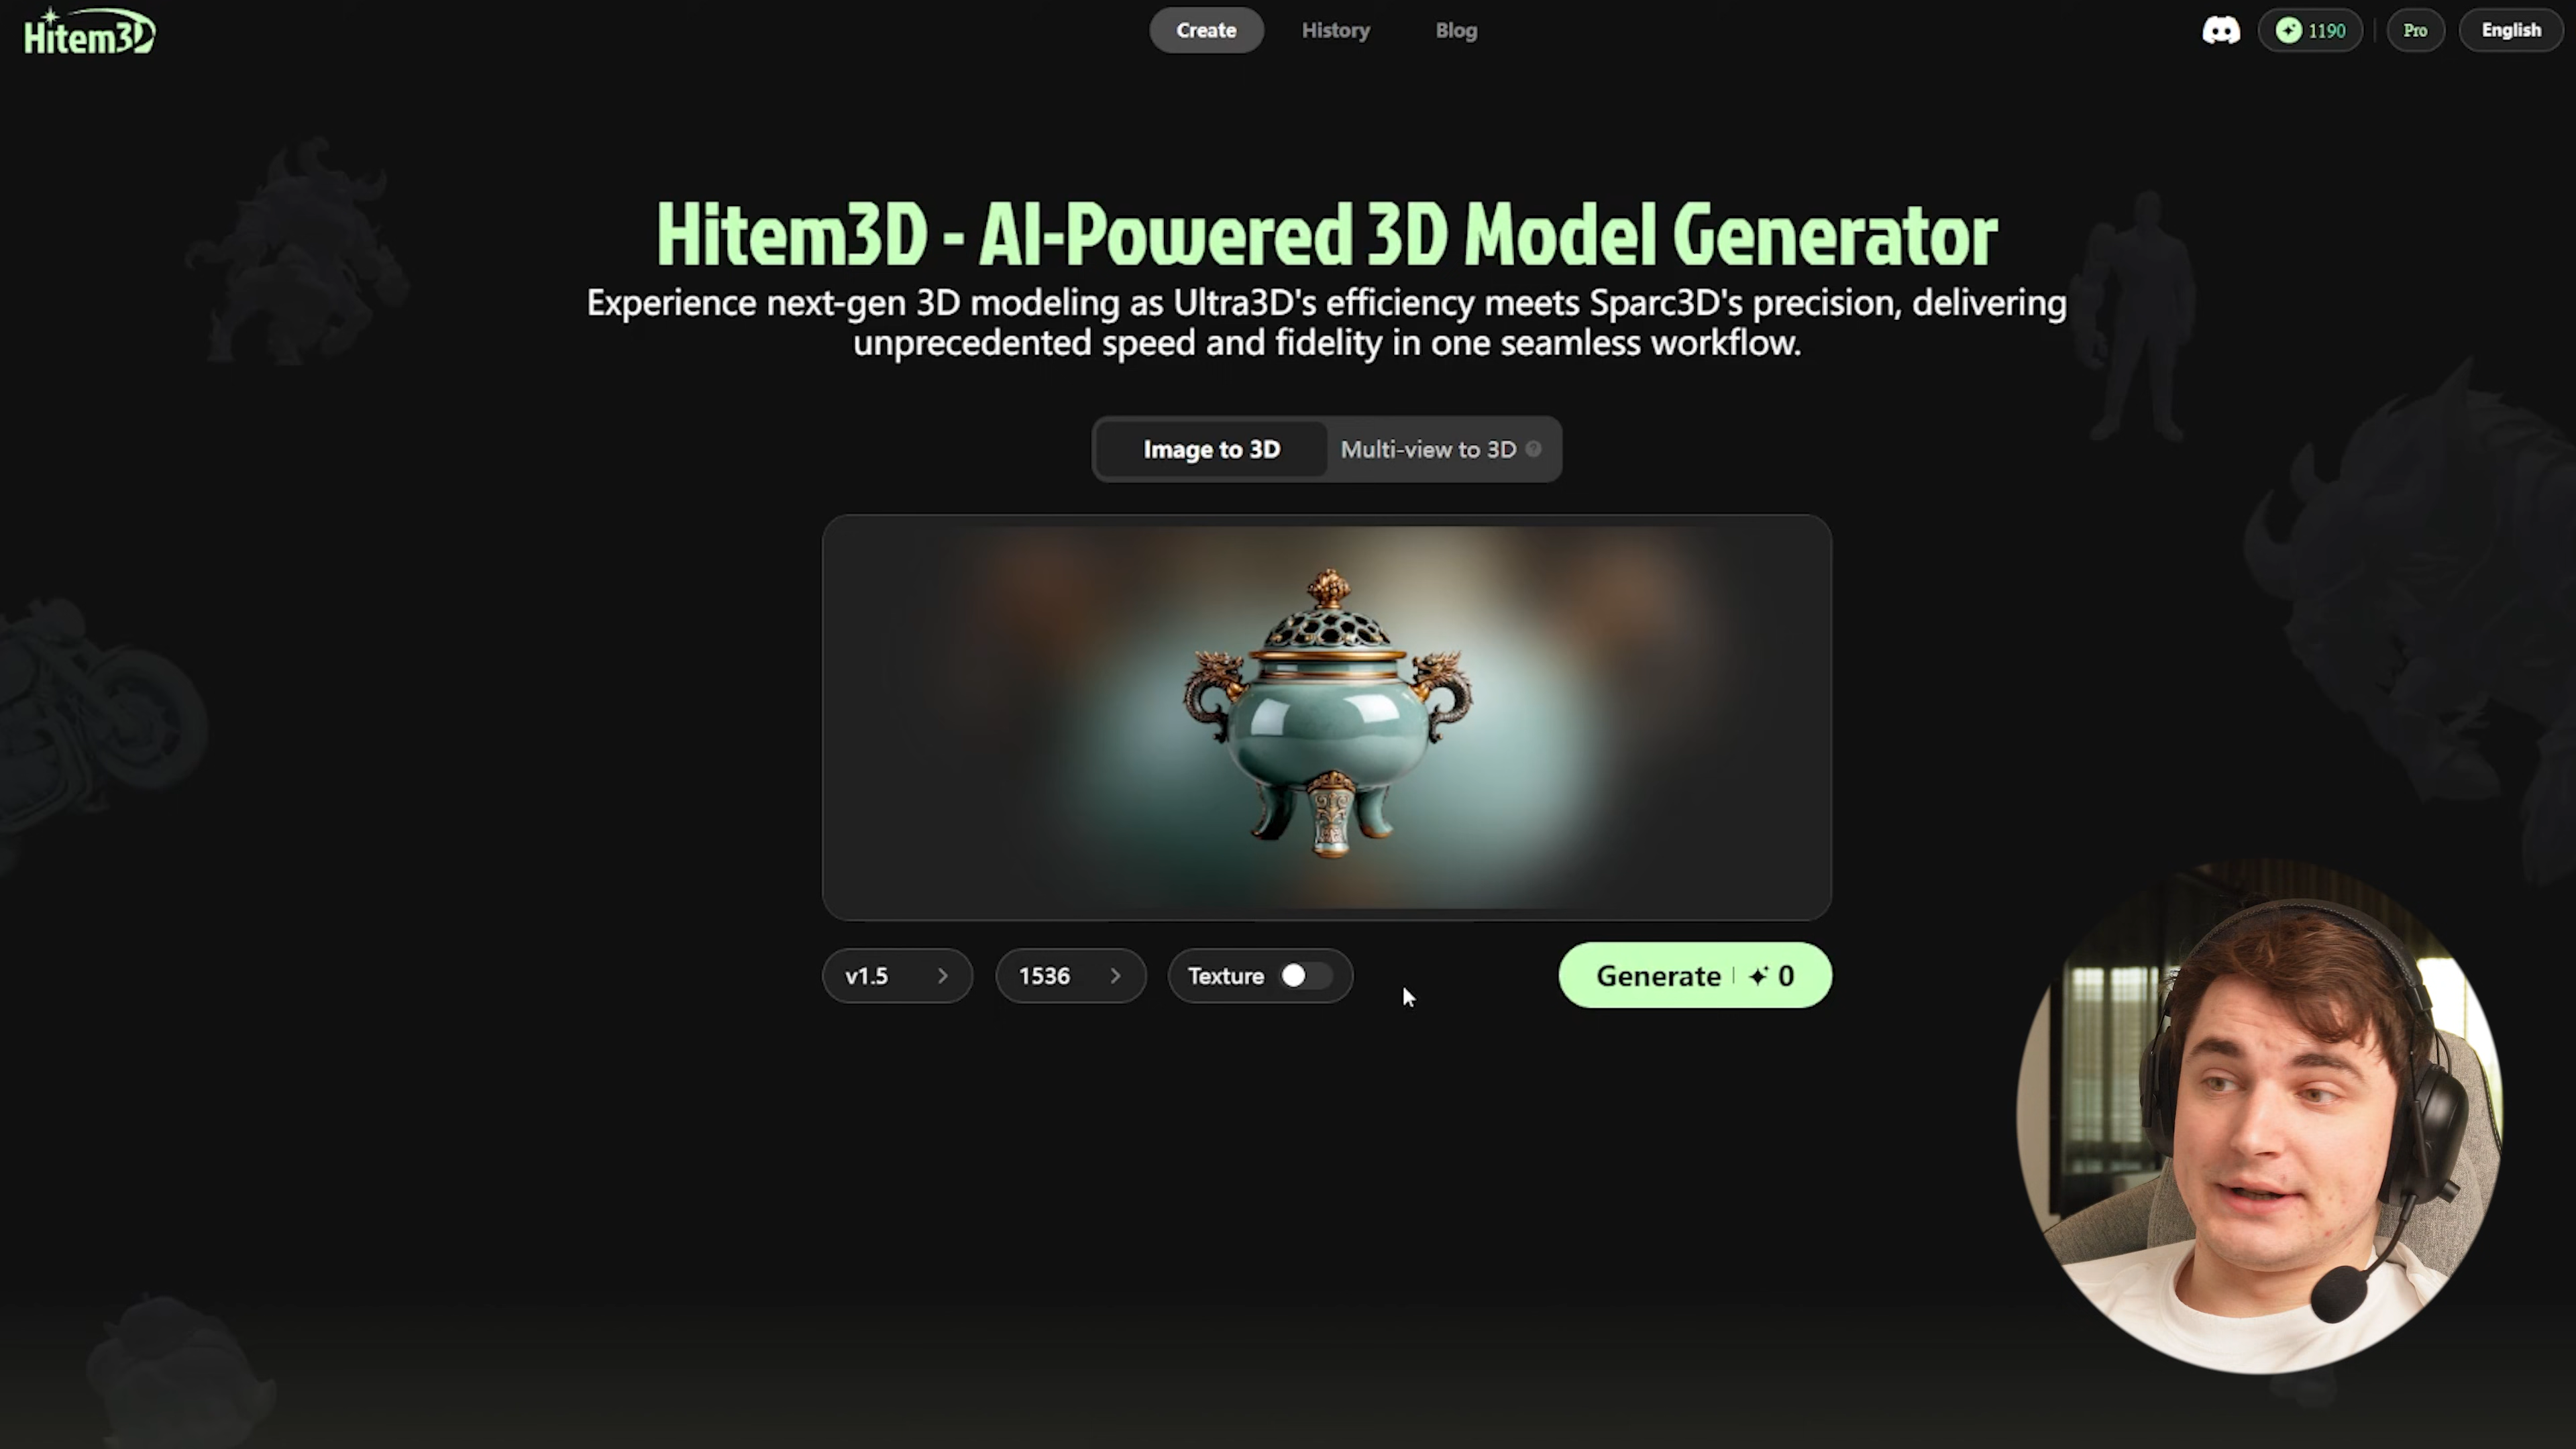 Hitem3D
Create
History
Blog
1190
Pro
English
Hitem3D - AI-Powered 3D Model Generator
Experience next-gen 3D modeling as Ultra3D's efficiency meets Sparc3D's precision, delivering
unprecedented speed and fidelity in one seamless workflow.
Image to 3D
Multi-view to 3D ?
v1.5
1536
Texture
Generate | 0